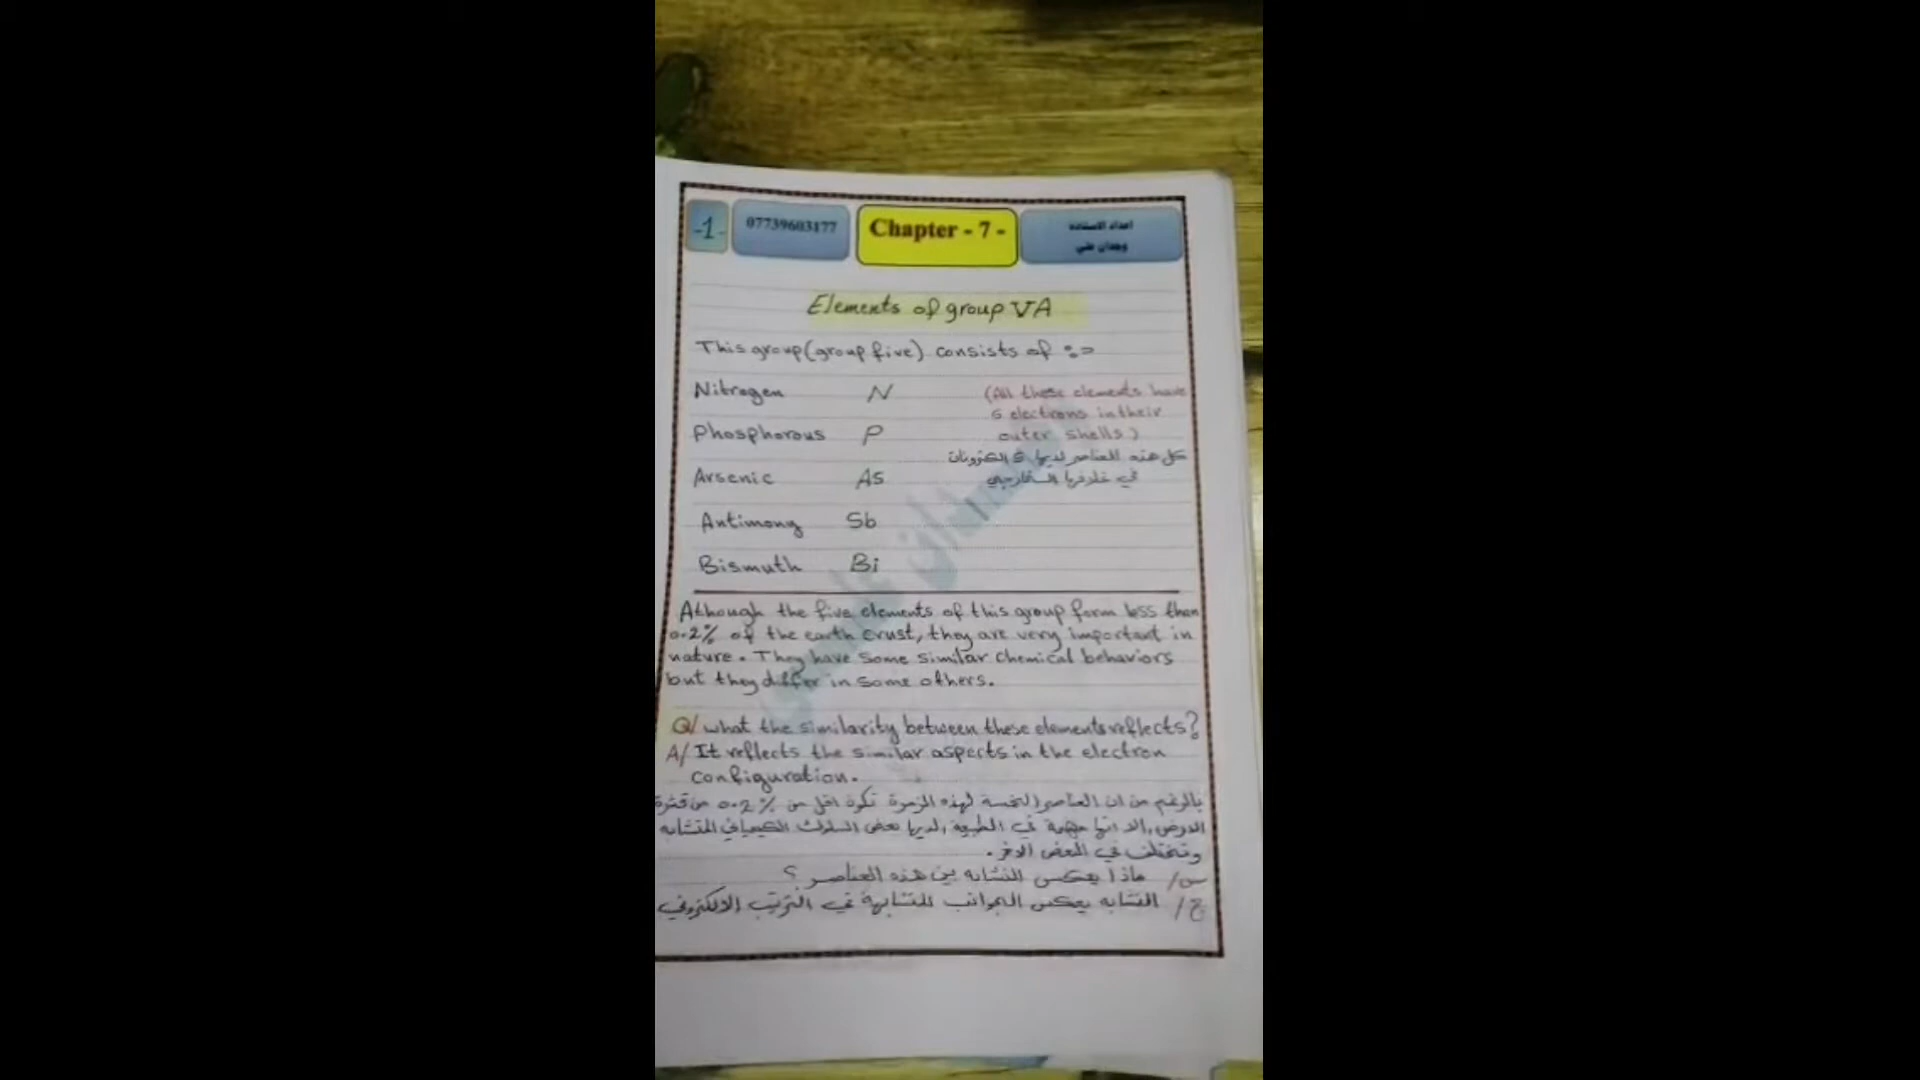 -1-
07739603177
Chapter - 7 -
اعداد الاستاذة
وجدان علي
Elements of group VA
This group (group five) consists of :-
Nitrogen N
(All these elements have
5 electrons in their
outer shells)
Phosphorous P
كل هذه العناصر لديها 5 الكترونات
في غلافها الخارجي
Arsenic As
Antimony Sb
Bismuth Bi
Athough the five elements of this group form less than
0.2% of the earth crust, they are very important in
nature. They have some similar chemical behaviors
but they differ in some others.
Q/ what the similarity between these elements reflects?
A/ It reflects the similar aspects in the electron
configuration.
بالرغم من ان العناصر الخمسة لهذه الزمرة تكون اقل من 0.2% من قشرة
الارض، الا انها مهمة في الطبيعة، لديها بعض السلوك الكيميائي المتشابه
وتختلف في البعض الاخر.
س/ ماذا يعكس التشابه بين هذه العناصر؟
ج/ التشابه يعكس الجوانب المتشابهة في الترتيب الالكتروني